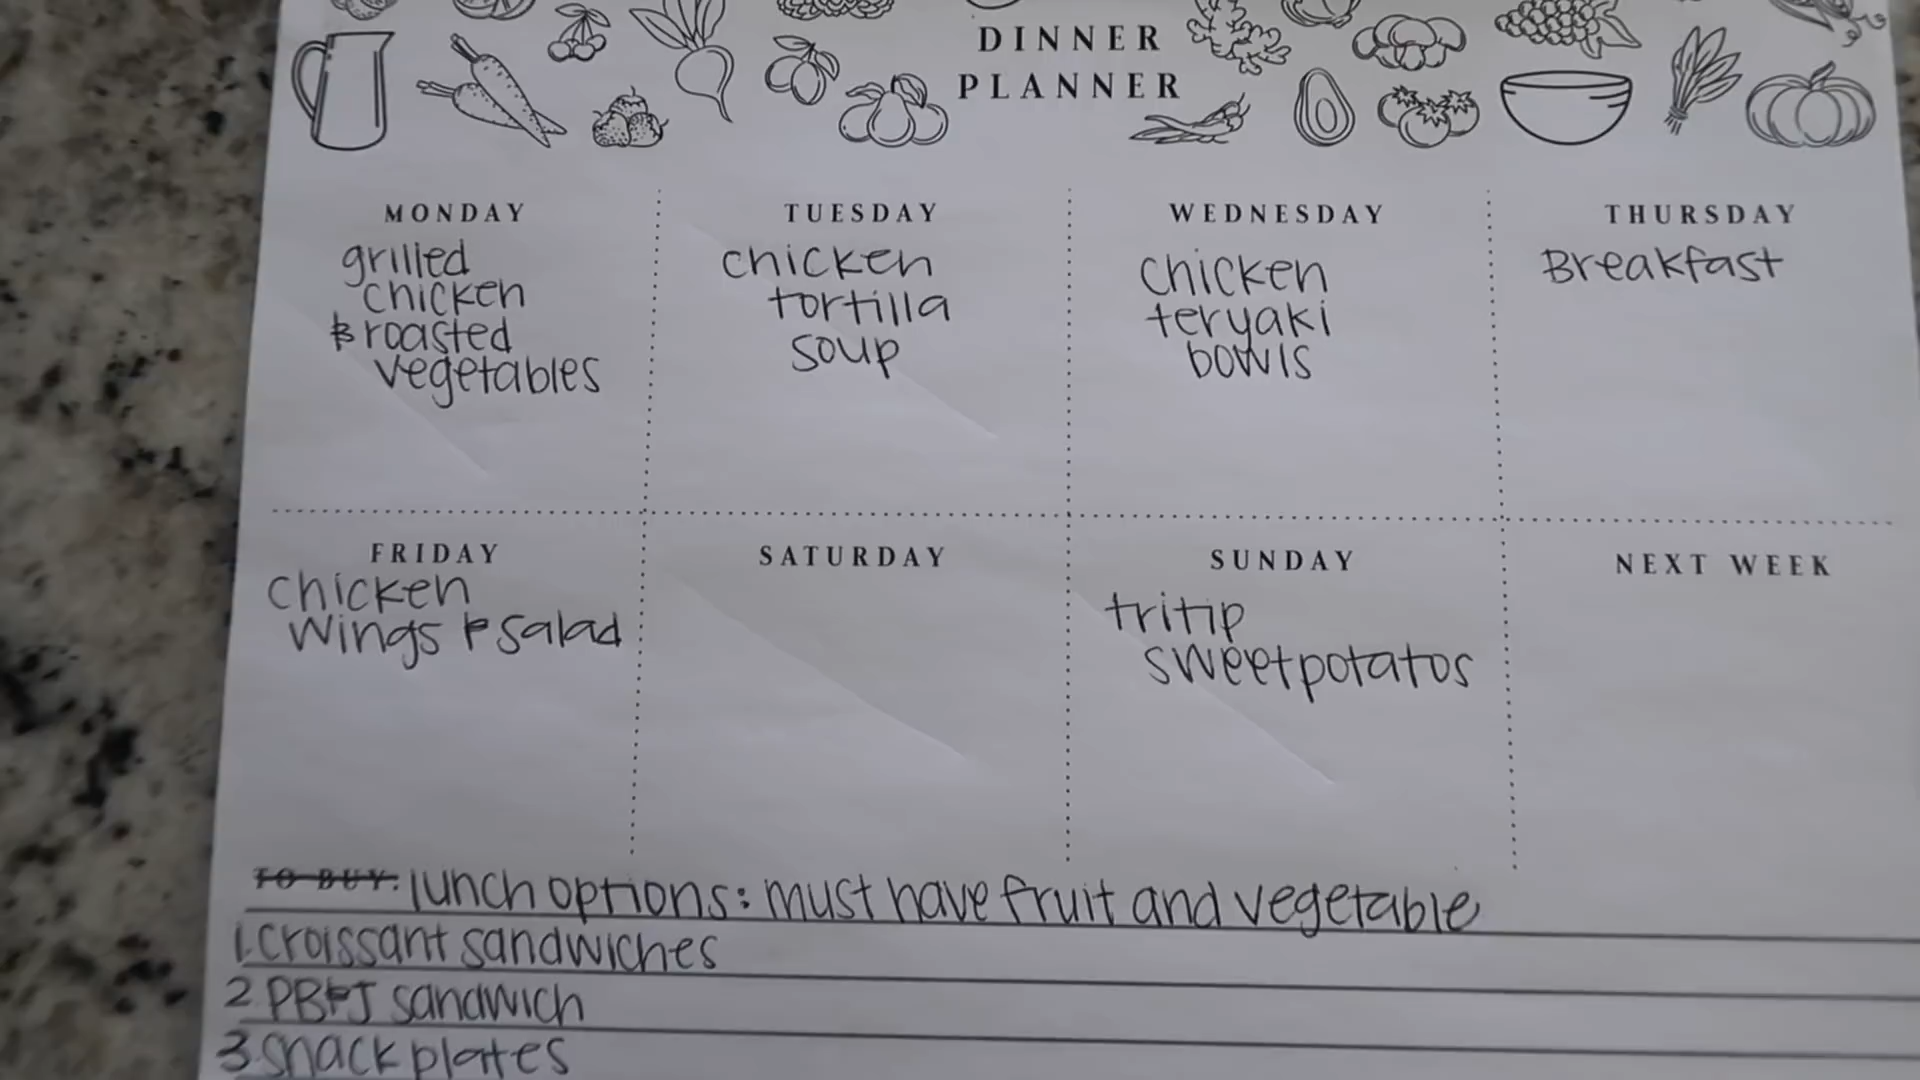 DINNER
PLANNER
MONDAY
grilled
chicken
& roasted
vegetables
TUESDAY
chicken
tortilla
soup
WEDNESDAY
chicken
teryaki
bowls
THURSDAY
Breakfast
FRIDAY
chicken
wings & salad
SATURDAY
SUNDAY
tritip
sweetpotatos
NEXT WEEK
TO BUY: lunch options: must have fruit and vegetable
1. croissant sandwiches
2. PB&J sandwich
3. snack plates